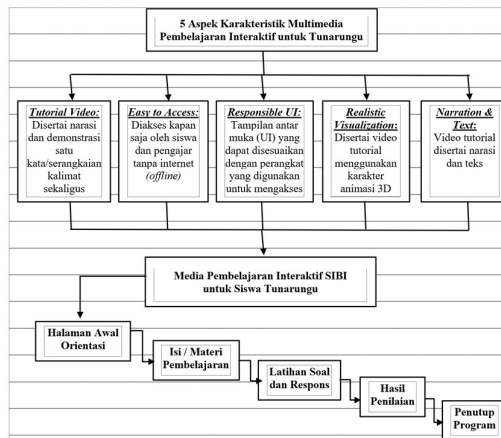 5 Aspek Karakteristik Multimedia
Pembelajaran Interaktif untuk Tunarungu
Tutorial Video:
Disertai narasi
dan demonstrasi
satu
kata/serangkaian
kalimat
sekaligus
Easy to Access:
Diakses kapan
saja oleh siswa
dan pengajar
tanpa internet
(offline)
Responsible UI:
Tampilan antar
muka (UI) yang
dapat disesuaikan
dengan perangkat
yang digunakan
untuk mengakses
Realistic
Visualization:
Disertai video
tutorial
menggunakan
karakter
animasi 3D
Narration &
Text:
Video tutorial
disertai narasi
dan teks
Media Pembelajaran Interaktif SIBI
untuk Siswa Tunarungu
Halaman Awal
Orientasi
Isi / Materi
Pembelajaran
Latihan Soal
dan Respons
Hasil
Penilaian
Penutup
Program